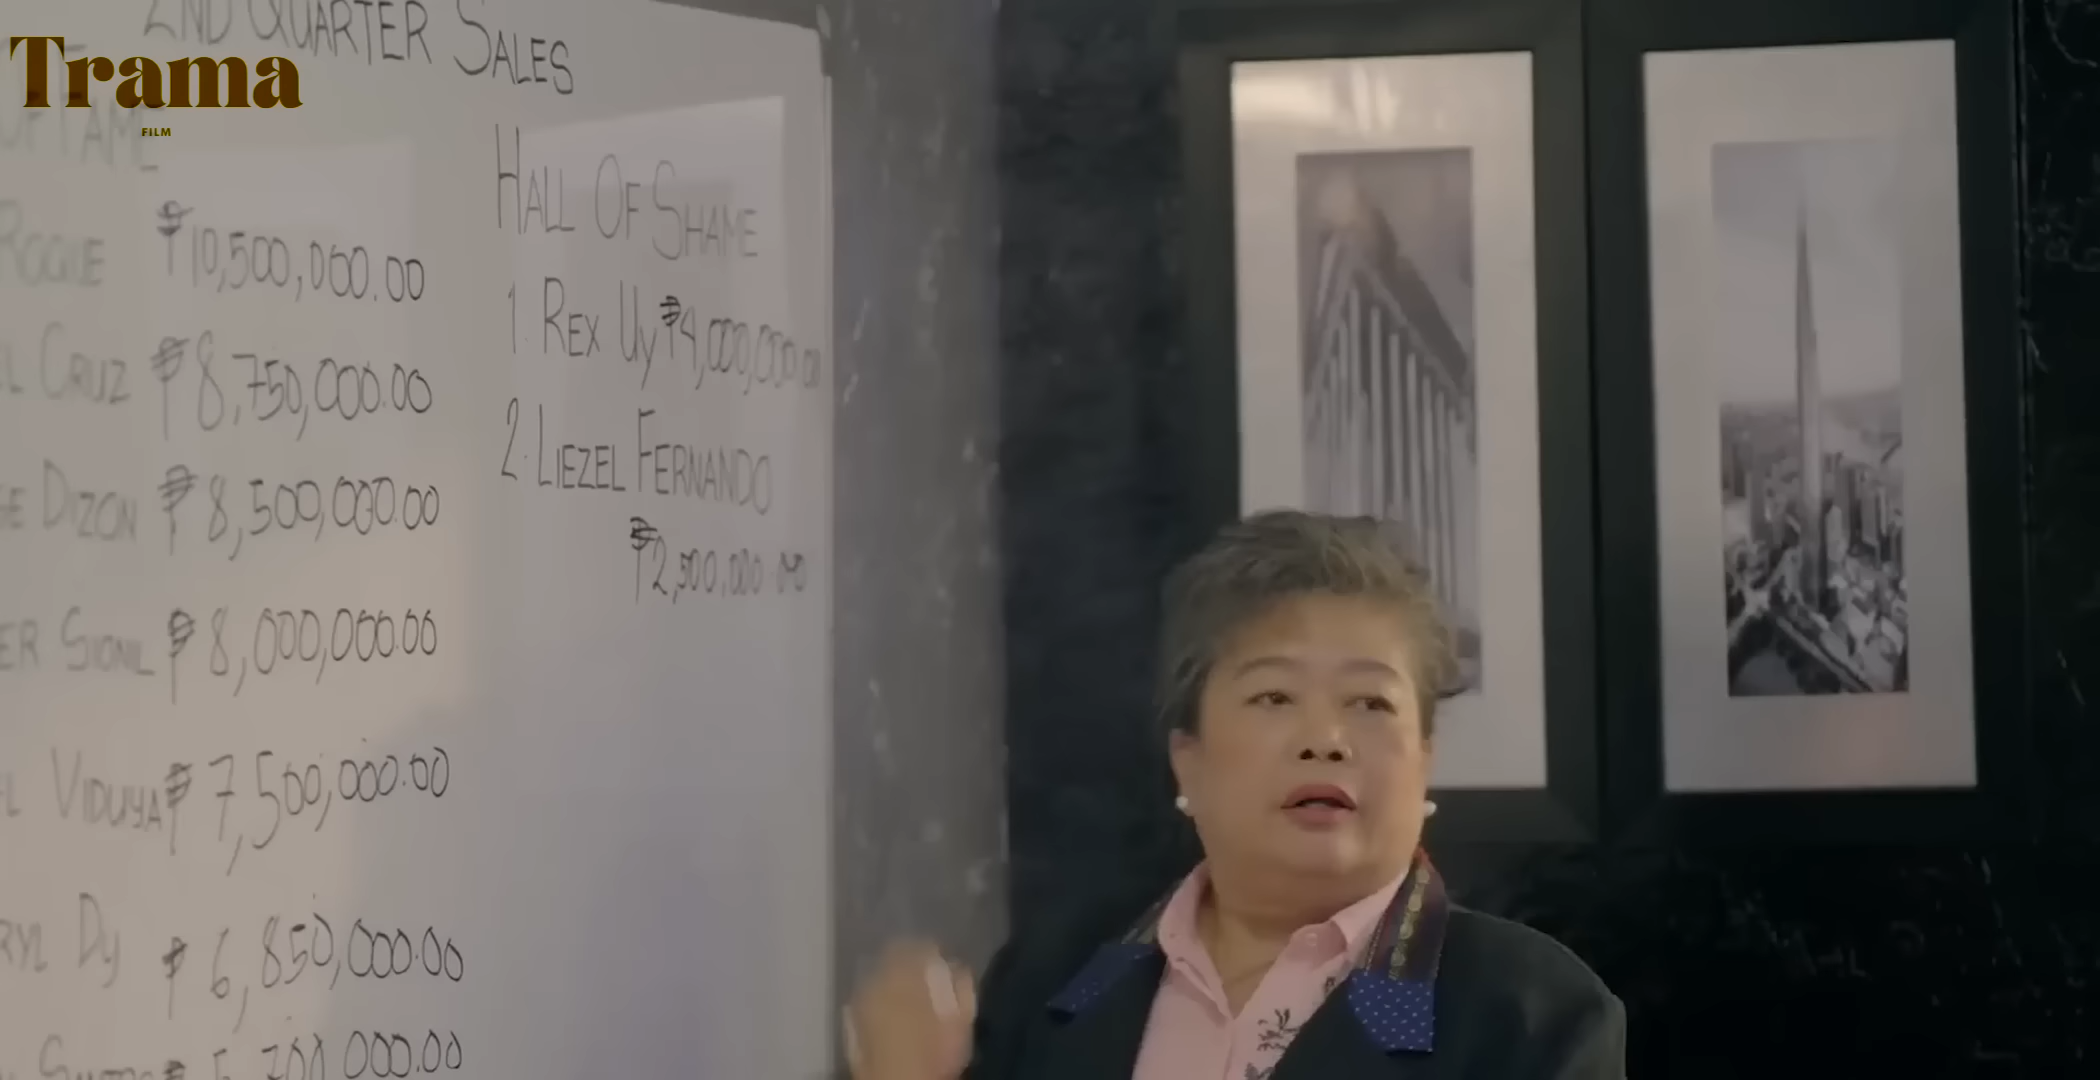 Trama
FILM
2ND QUARTER SALES
OF FAME
ROQUE ₱10,500,000.00
CRUZ ₱8,750,000.00
DIZON ₱8,500,000.00
SIONIL ₱8,000,000.00
VIDUYA ₱7,500,000.00
DY ₱6,850,000.00
HALL OF SHAME
1. REX Uy ₱4,000,000.00
2. LIEZEL FERNANDO
₱2,500,000.00